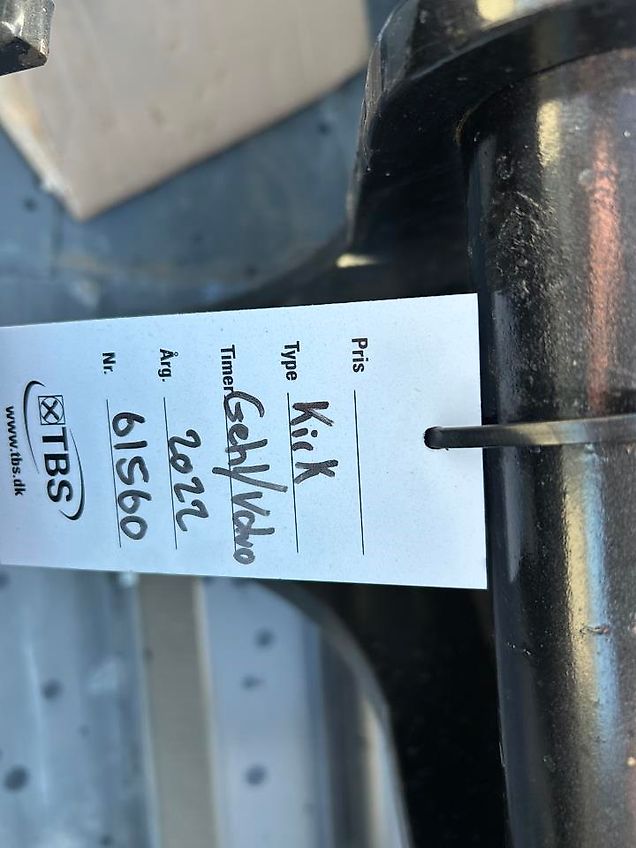 Pris
Type Kick
Timer Gehl/Volvo
Årg. 2022
Nr. 61560
TBS
www.tbs.dk